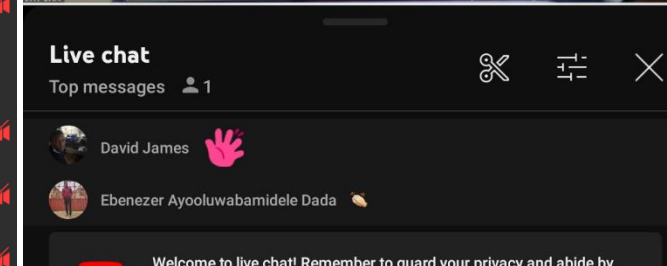 Live chat
Top messages 1
David James
Ebenezer Ayooluwabamidele Dada
Welcome to live chat! Remember to guard your privacy and abide by